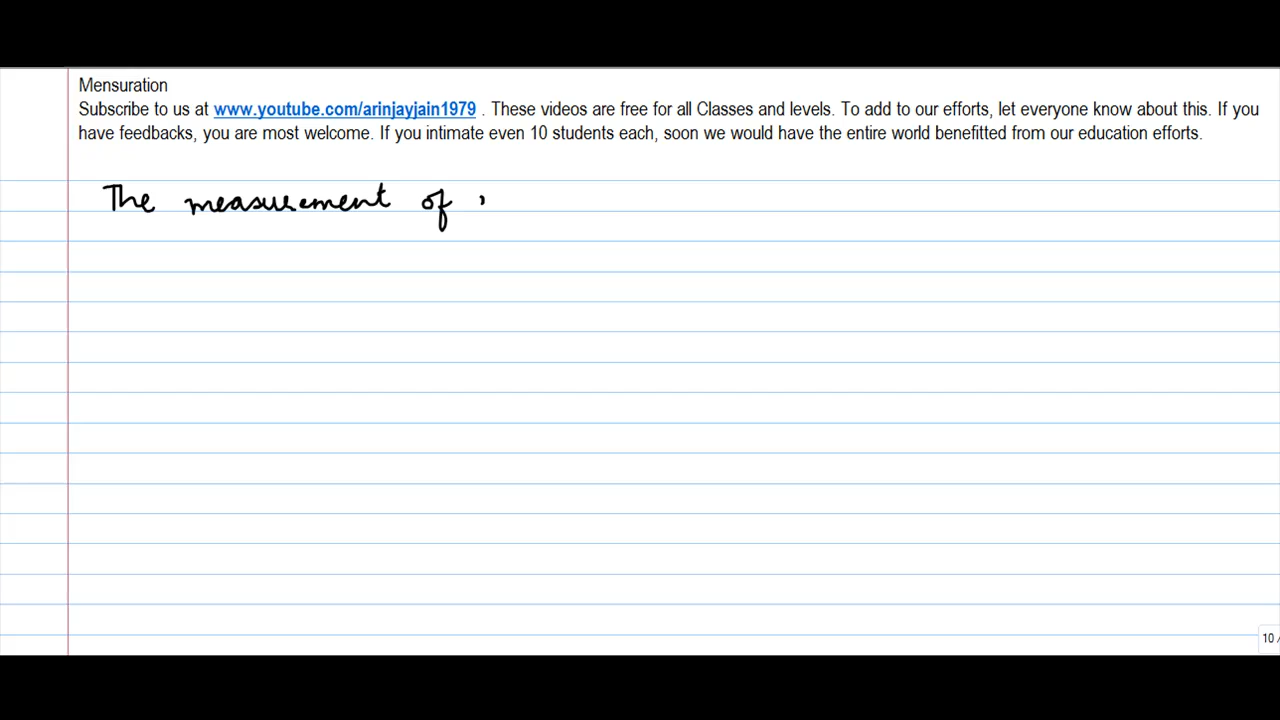 Mensuration
Subscribe to us at www.youtube.com/arinjayjain1979 . These videos are free for all Classes and levels. To add to our efforts, let everyone know about this. If you
have feedbacks, you are most welcome. If you intimate even 10 students each, soon we would have the entire world benefitted from our education efforts.
The measurement of
10 /